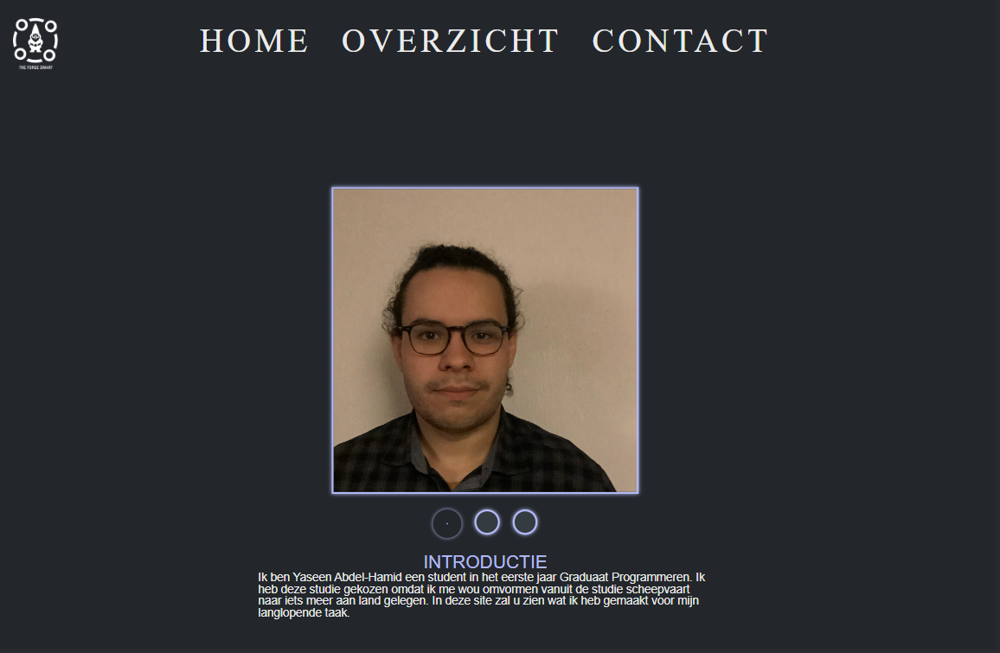 HOME OVERZICHT CONTACT
THE FORGE DWARF
INTRODUCTIE
Ik ben Yaseen Abdel-Hamid een student in het eerste jaar Graduaat Programmeren. Ik
heb deze studie gekozen omdat ik me wou omvormen vanuit de studie scheepvaart
naar iets meer aan land gelegen. In deze site zal u zien wat ik heb gemaakt voor mijn
langlopende taak.